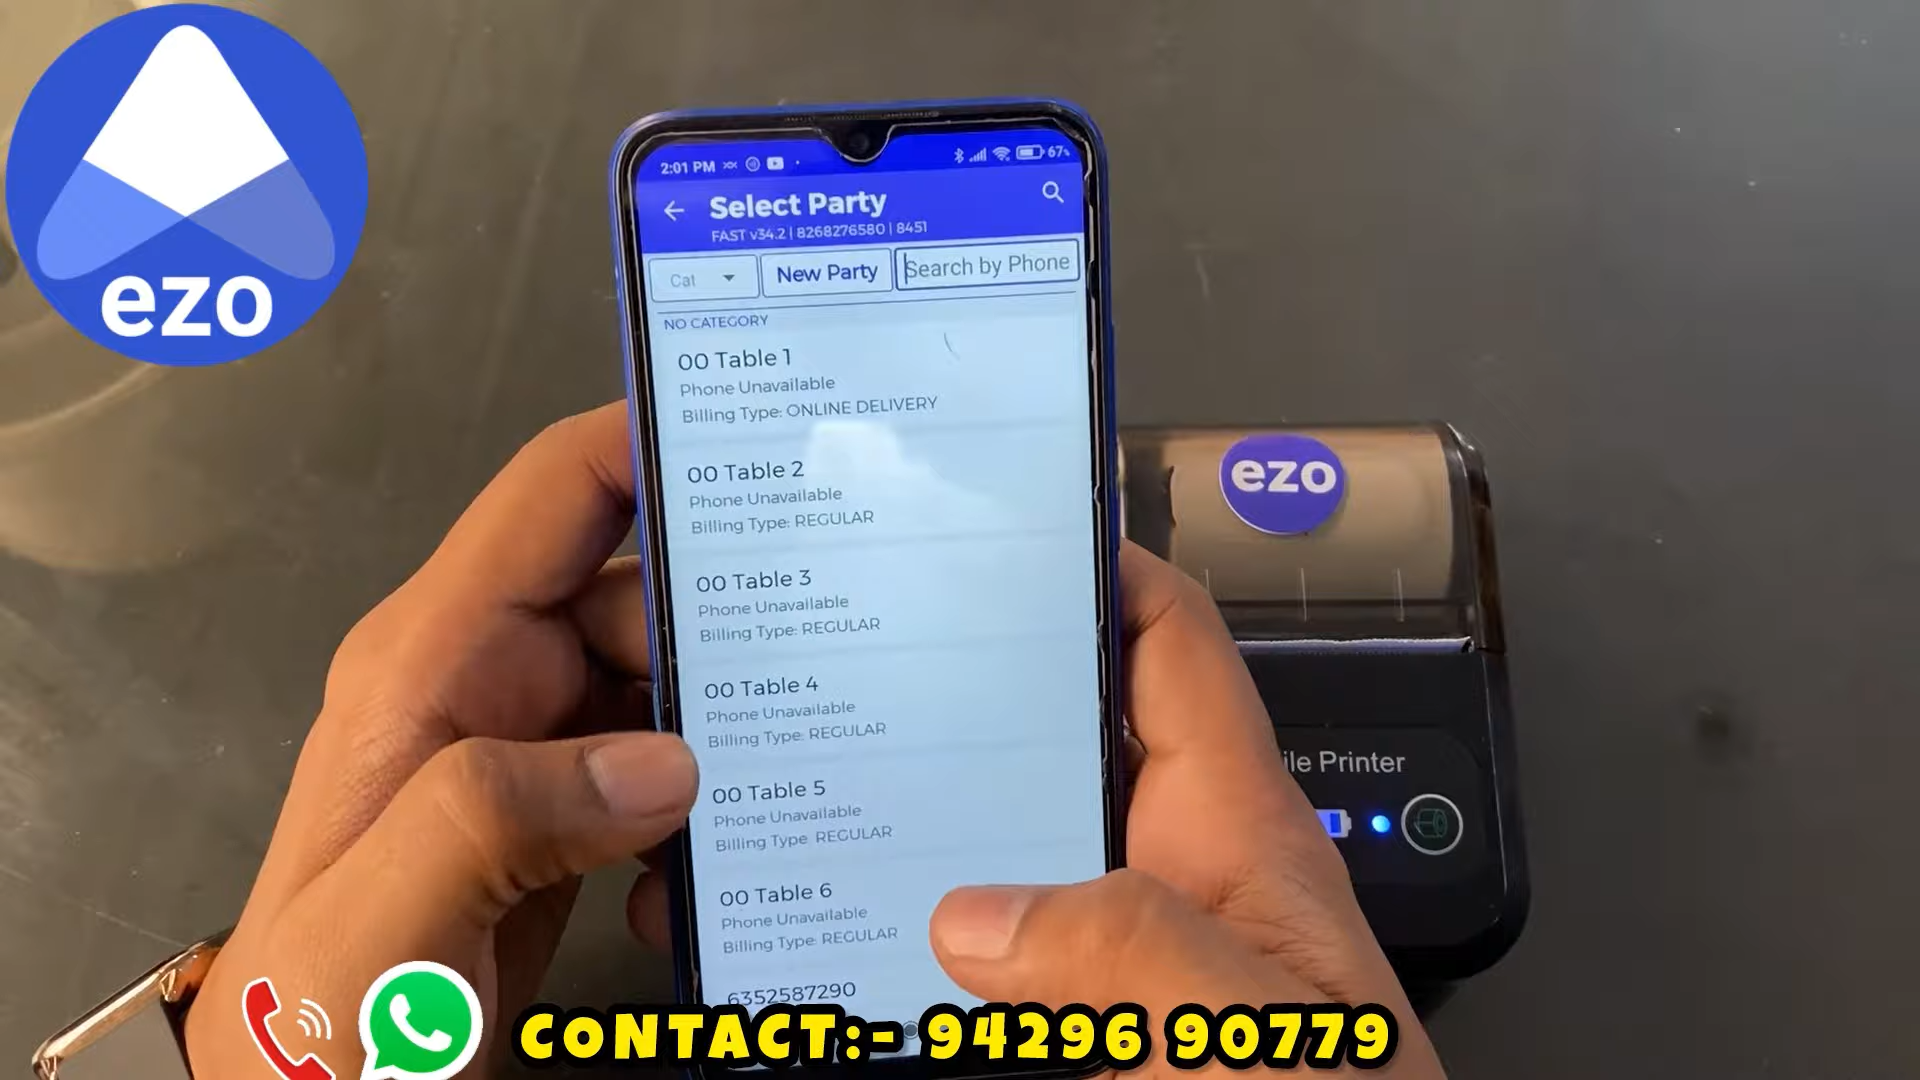 ezo
2:01 PM
67%
Select Party
FAST v34.2 | 8268276580 | 8451
Cat
New Party
Search by Phone
NO CATEGORY
00 Table 1
Phone Unavailable
Billing Type: ONLINE DELIVERY
00 Table 2
Phone Unavailable
Billing Type: REGULAR
00 Table 3
Phone Unavailable
Billing Type: REGULAR
00 Table 4
Phone Unavailable
Billing Type: REGULAR
00 Table 5
Phone Unavailable
Billing Type REGULAR
00 Table 6
Phone Unavailable
Billing Type: REGULAR
6352587290
ezo
ile Printer
CONTACT:- 94296 90779